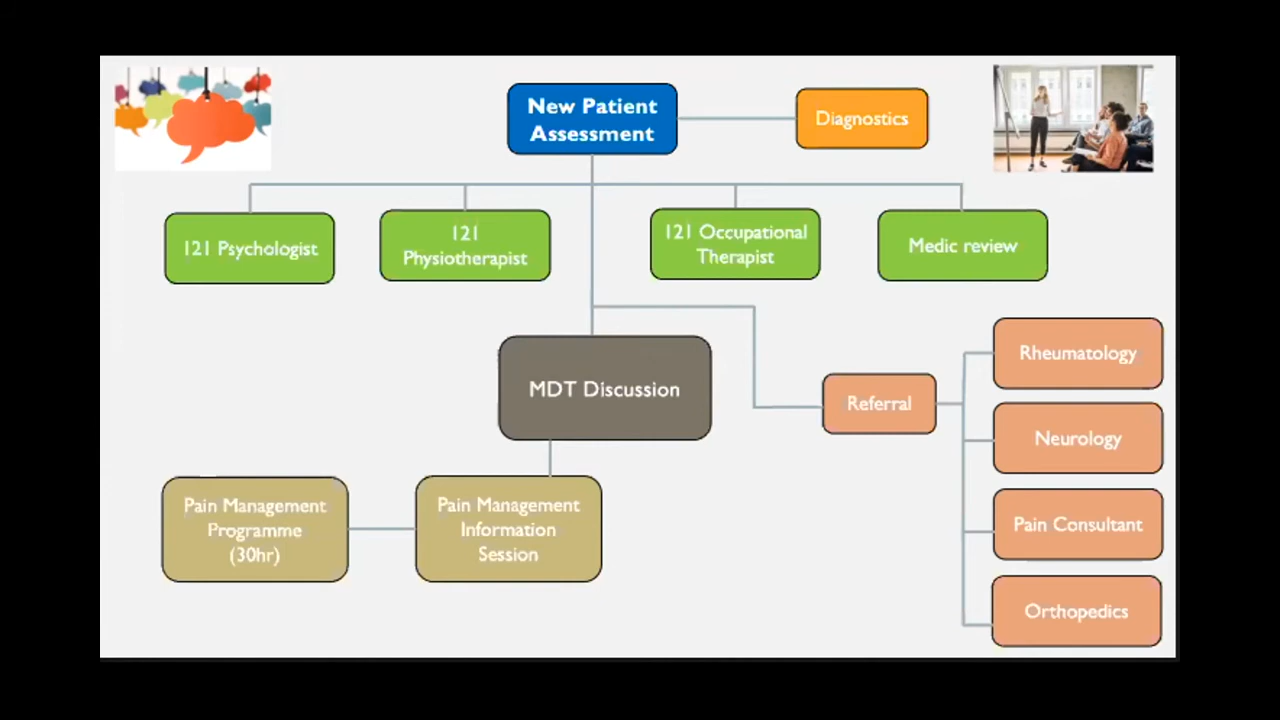 New Patient
Assessment
Diagnostics
121 Psychologist
121
Physiotherapist
121 Occupational
Therapist
Medic review
MDT Discussion
Referral
Rheumatology
Neurology
Pain Consultant
Orthopedics
Pain Management
Programme
(30hr)
Pain Management
Information
Session